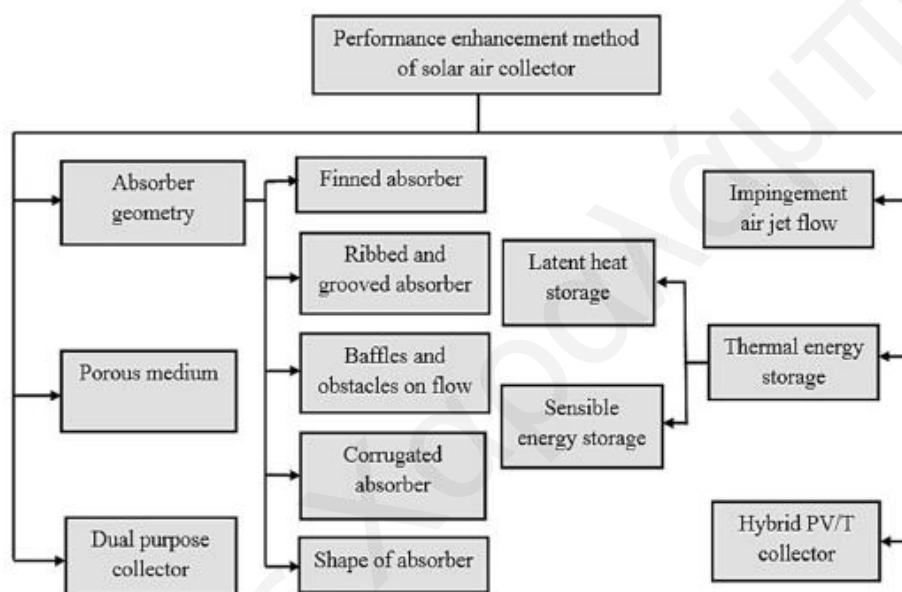 Performance enhancement method
of solar air collector
Absorber
geometry
Porous medium
Dual purpose
collector
Finned absorber
Ribbed and
grooved absorber
Baffles and
obstacles on flow
Corrugated
absorber
Shape of absorber
Latent heat
storage
Sensible
energy storage
Impingement
air jet flow
Thermal energy
storage
Hybrid PV/T
collector